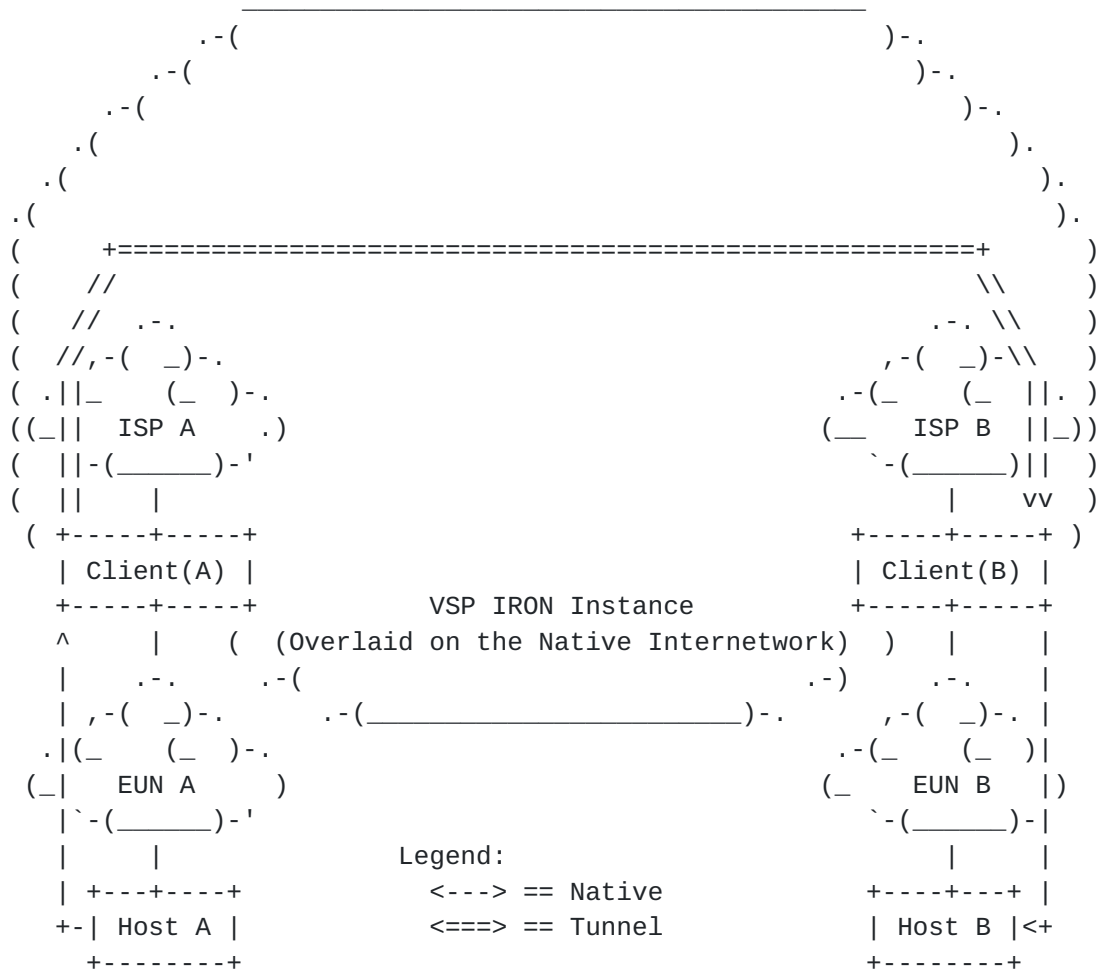 ISP A ISP B
Client(A) Client(B)
VSP IRON Instance
(Overlaid on the Native Internetwork)
EUN A EUN B
Legend:
<---> == Native
Host A <===> == Tunnel Host B